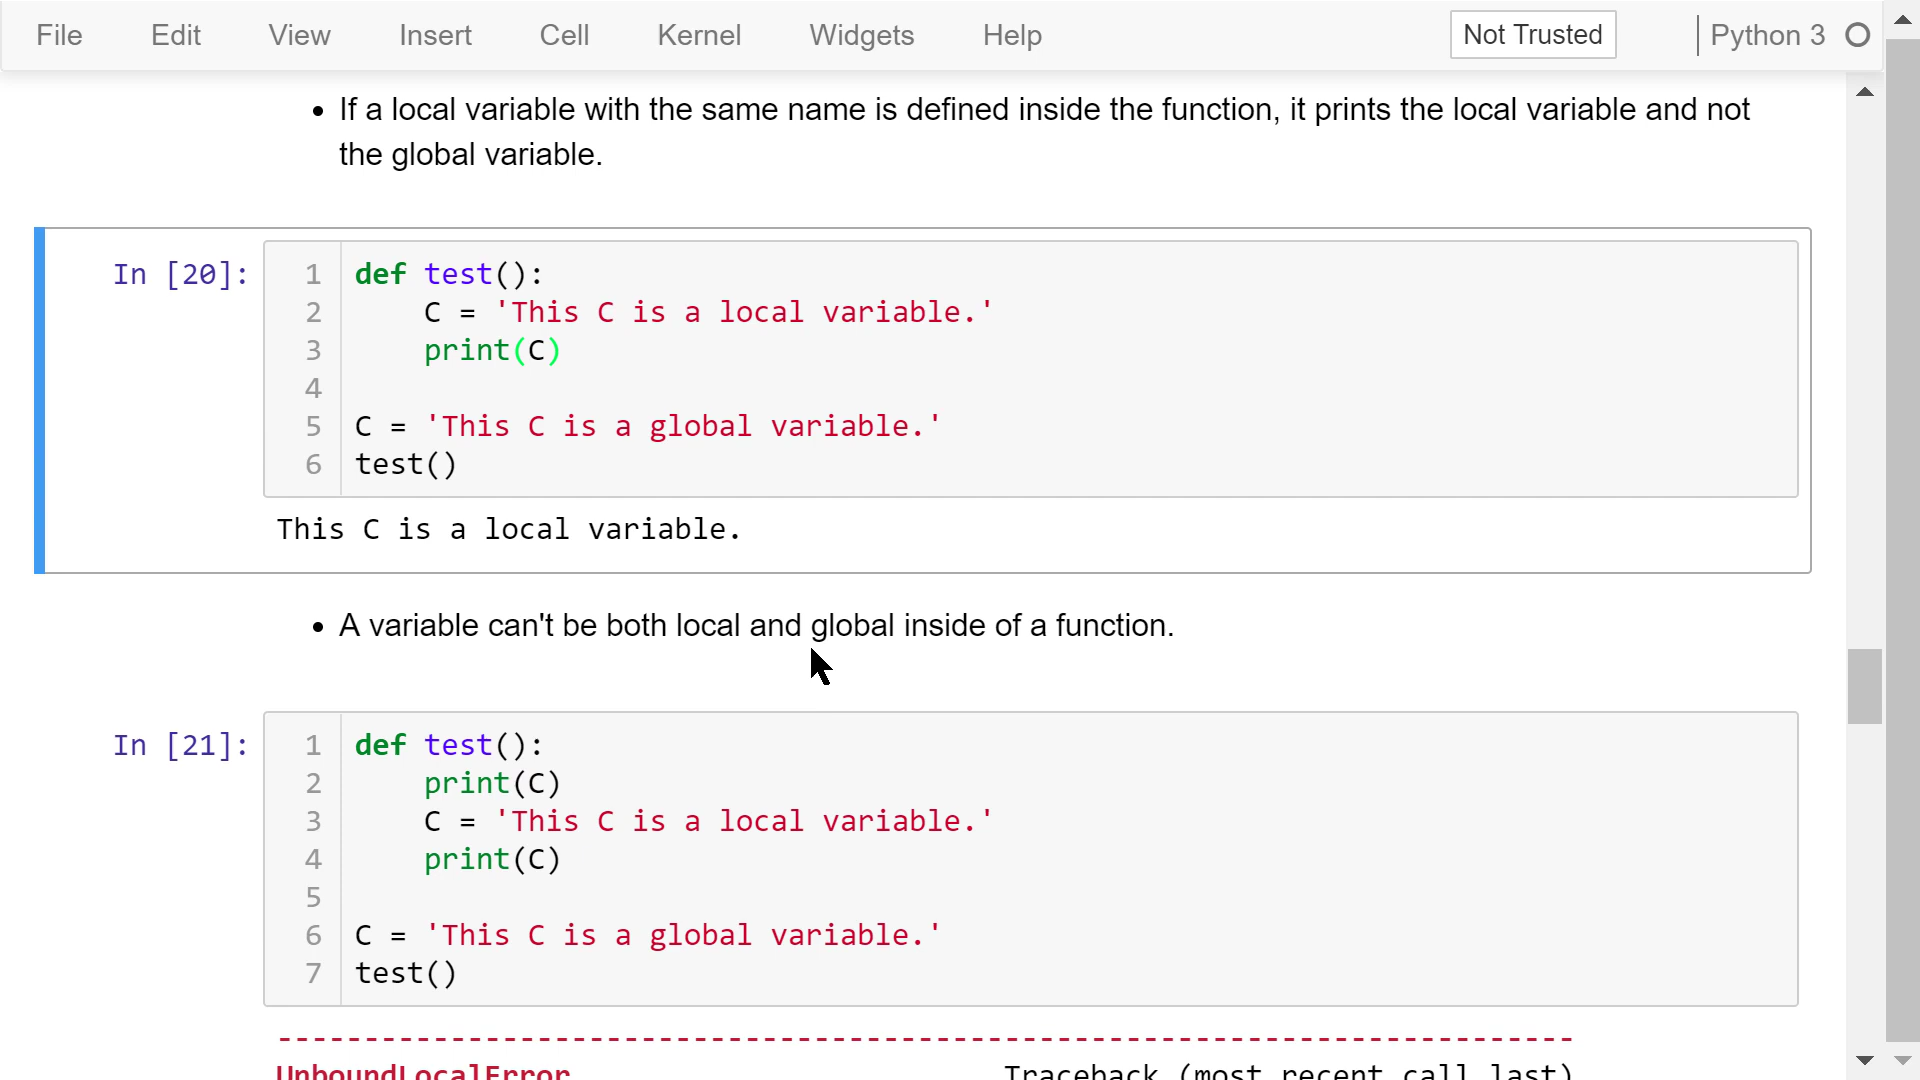 File Edit View Insert Cell Kernel Widgets Help Not Trusted Python 3
• If a local variable with the same name is defined inside the function, it prints the local variable and not
the global variable.
In [20]:
1 def test():
2     C = 'This C is a local variable.'
3     print(C)
4
5 C = 'This C is a global variable.'
6 test()
This C is a local variable.
• A variable can't be both local and global inside of a function.
In [21]:
1 def test():
2     print(C)
3     C = 'This C is a local variable.'
4     print(C)
5
6 C = 'This C is a global variable.'
7 test()
---------------------------------------------------------------------------
UnboundLocalError                         Traceback (most recent call last)